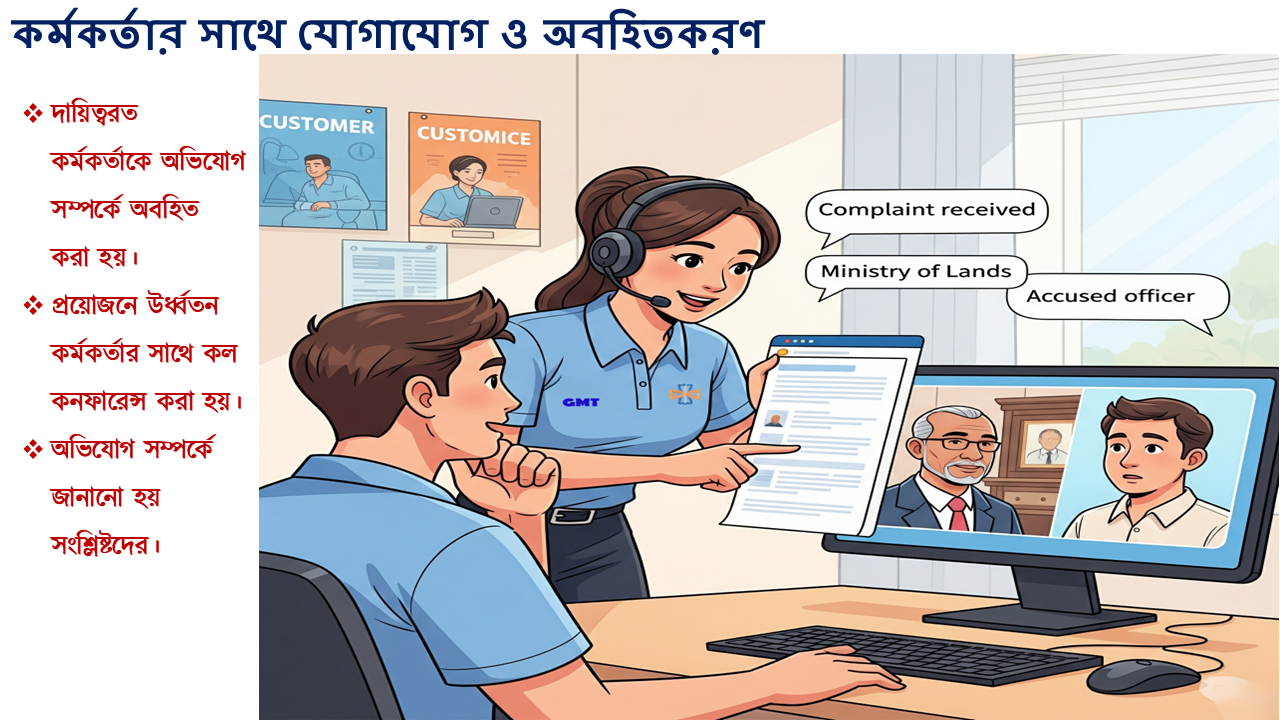 কর্মকর্তার সাথে যোগাযোগ ও অবহিতকরণ
❖ দায়িত্বরত
কর্মকর্তাকে অভিযোগ
সম্পর্কে অবহিত
করা হয়।
❖ প্রয়োজনে উর্ধ্বতন
কর্মকর্তার সাথে কল
কনফারেন্স করা হয়।
❖ অভিযোগ সম্পর্কে
জানানো হয়
সংশ্লিষ্টদের।
CUSTOMER
CUSTOMICE
Complaint received
Ministry of Lands
Accused officer
GMT